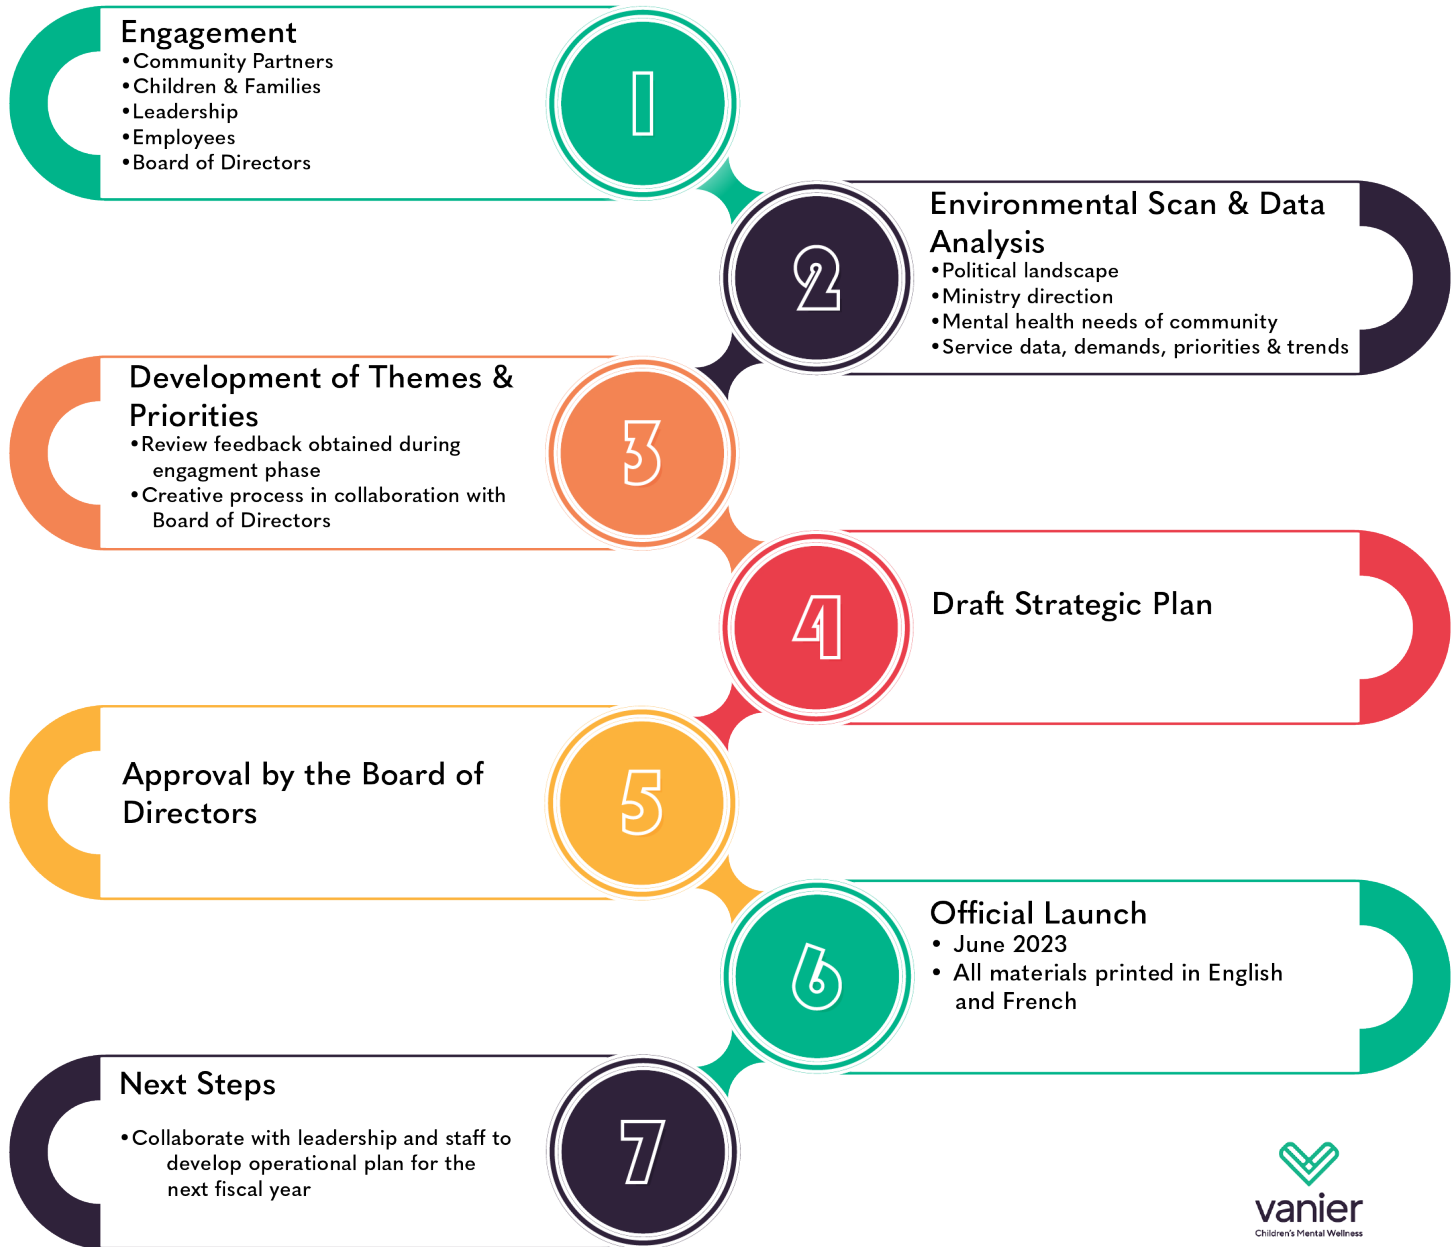 Engagement
•Community Partners
•Children & Families
•Leadership
•Employees
•Board of Directors
1
2
Environmental Scan & Data
Analysis
•Political landscape
•Ministry direction
•Mental health needs of community
•Service data, demands, priorities & trends
Development of Themes &
Priorities
•Review feedback obtained during
engagment phase
•Creative process in collaboration with
Board of Directors
3
4
Draft Strategic Plan
Approval by the Board of
Directors
5
6
Official Launch
• June 2023
• All materials printed in English
and French
Next Steps
•Collaborate with leadership and staff to
develop operational plan for the
next fiscal year
7
vanier
Children's Mental Wellness